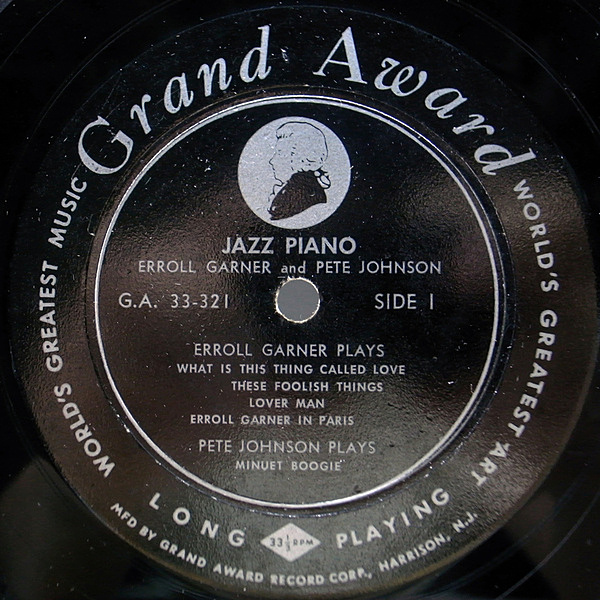 Grand Award
WORLD'S GREATEST MUSIC
WORLD'S GREATEST ART
JAZZ PIANO
ERROLL GARNER and PETE JOHNSON
G.A. 33-321 SIDE 1
ERROLL GARNER PLAYS
WHAT IS THIS THING CALLED LOVE
THESE FOOLISH THINGS
LOVER MAN
ERROLL GARNER IN PARIS
PETE JOHNSON PLAYS
MINUET BOOGIE
LONG 33 1/3 RPM PLAYING
MFD BY GRAND AWARD RECORD CORP., HARRISON, N.J.